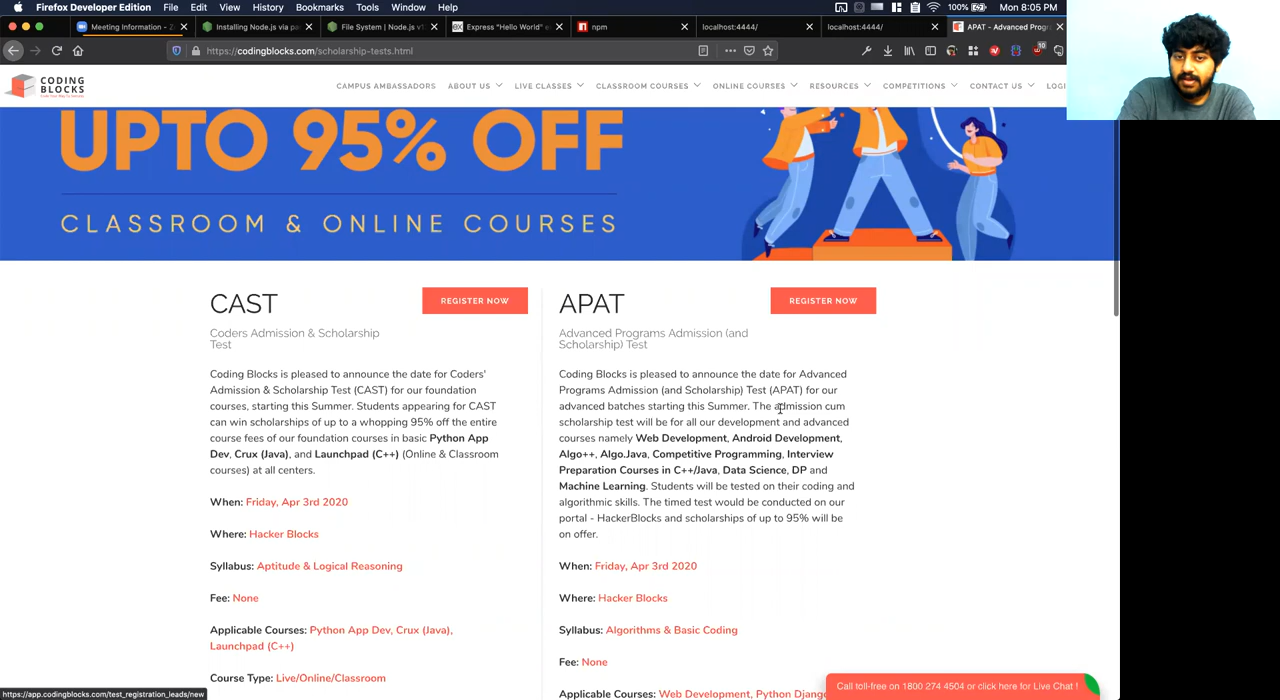 Firefox Developer Edition File Edit View History Bookmarks Tools Window Help 100% Mon 8:05 PM
Meeting Information - Z Installing Node.js via pa File System | Node.js v1 Express "Hello World" e npm localhost:4444/ localhost:4444/ APAT - Advanced Progr
https://codingblocks.com/scholarship-tests.html
10
CODING
BLOCKS
CAMPUS AMBASSADORS ABOUT US LIVE CLASSES CLASSROOM COURSES ONLINE COURSES RESOURCES COMPETITIONS CONTACT US LOGI
UPTO 95% OFF
CLASSROOM & ONLINE COURSES
CAST
REGISTER NOW
Coders Admission & Scholarship
Test
Coding Blocks is pleased to announce the date for Coders'
Admission & Scholarship Test (CAST) for our foundation
courses, starting this Summer. Students appearing for CAST
can win scholarships of up to a whopping 95% off the entire
course fees of our foundation courses in basic Python App
Dev, Crux (Java), and Launchpad (C++) (Online & Classroom
courses) at all centers.
When: Friday, Apr 3rd 2020
Where: Hacker Blocks
Syllabus: Aptitude & Logical Reasoning
Fee: None
Applicable Courses: Python App Dev, Crux (Java),
Launchpad (C++)
Course Type: Live/Online/Classroom
APAT
REGISTER NOW
Advanced Programs Admission (and
Scholarship) Test
Coding Blocks is pleased to announce the date for Advanced
Programs Admission (and Scholarship) Test (APAT) for our
advanced batches starting this Summer. The admission cum
scholarship test will be for all our development and advanced
courses namely Web Development, Android Development,
Algo++, Algo.Java, Competitive Programming, Interview
Preparation Courses in C++/Java, Data Science, DP and
Machine Learning. Students will be tested on their coding and
algorithmic skills. The timed test would be conducted on our
portal - HackerBlocks and scholarships of up to 95% will be
on offer.
When: Friday, Apr 3rd 2020
Where: Hacker Blocks
Syllabus: Algorithms & Basic Coding
Fee: None
Applicable Courses: Web Development, Python Django
https://app.codingblocks.com/test_registration_leads/new
Call toll-free on 1800 274 4504 or click here for Live Chat !